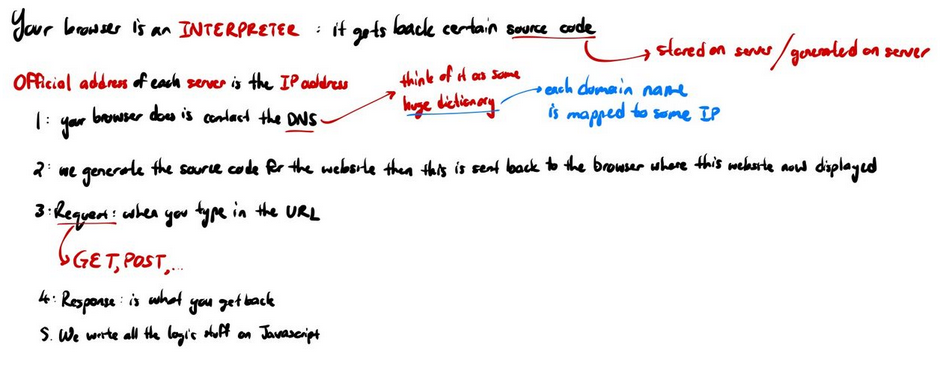 Your browser is an INTERPRETER : it gets back certain source code
stored on server / generated on server
Official address of each server is the IP address
1: your browser does is contact the DNS
think of it as some
huge dictionary
each domain name
is mapped to some IP
2: we generate the source code for the website then this is sent back to the browser where this website now displayed
3: Request: when you type in the URL
GET, POST, ...
4: Response: is what you get back
5. We write all the logic stuff on Javascript